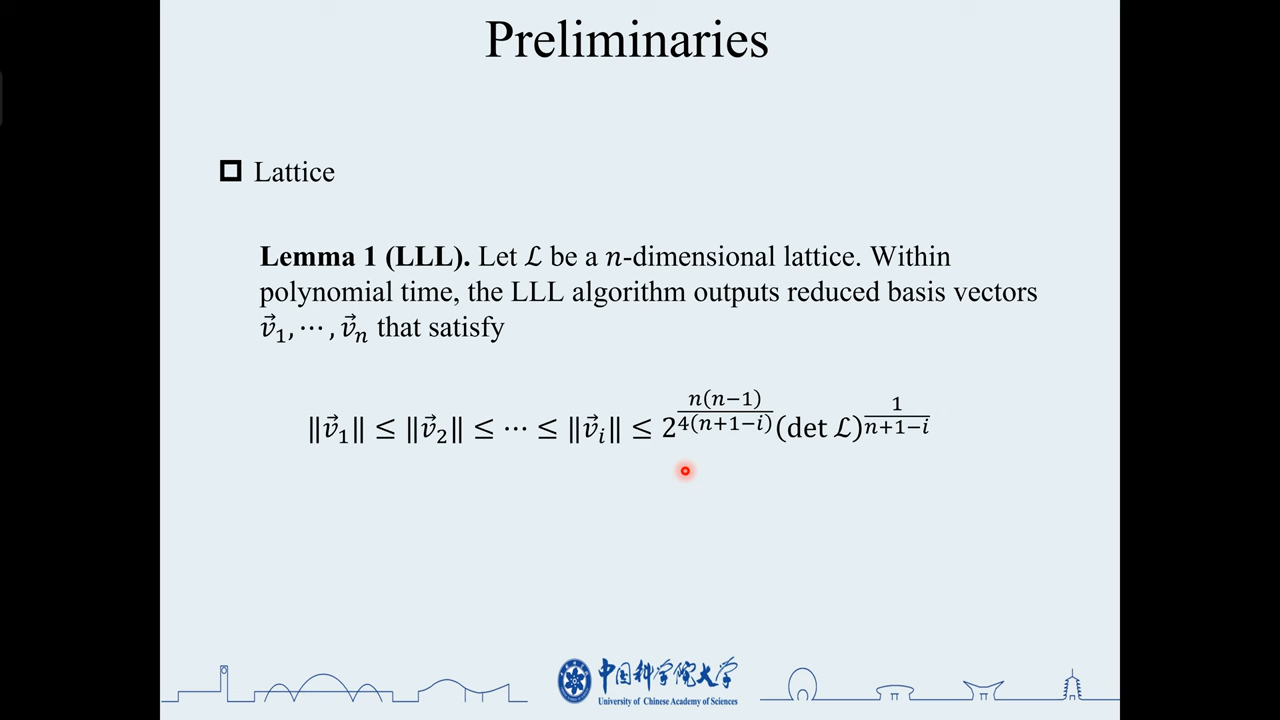 Preliminaries
Lattice
Lemma 1 (LLL). Let ℒ be a 𝑛-dimensional lattice. Within
polynomial time, the LLL algorithm outputs reduced basis vectors
v⃗₁, ⋯ , v⃗ₙ that satisfy
‖v⃗₁‖ ≤ ‖v⃗₂‖ ≤ ⋯ ≤ ‖v⃗ᵢ‖ ≤ 2^{\frac{n(n−1)}{4(n+1−i)}} (det ℒ)^{\frac{1}{n+1−i}}
中国科学院大学
University of Chinese Academy of Sciences